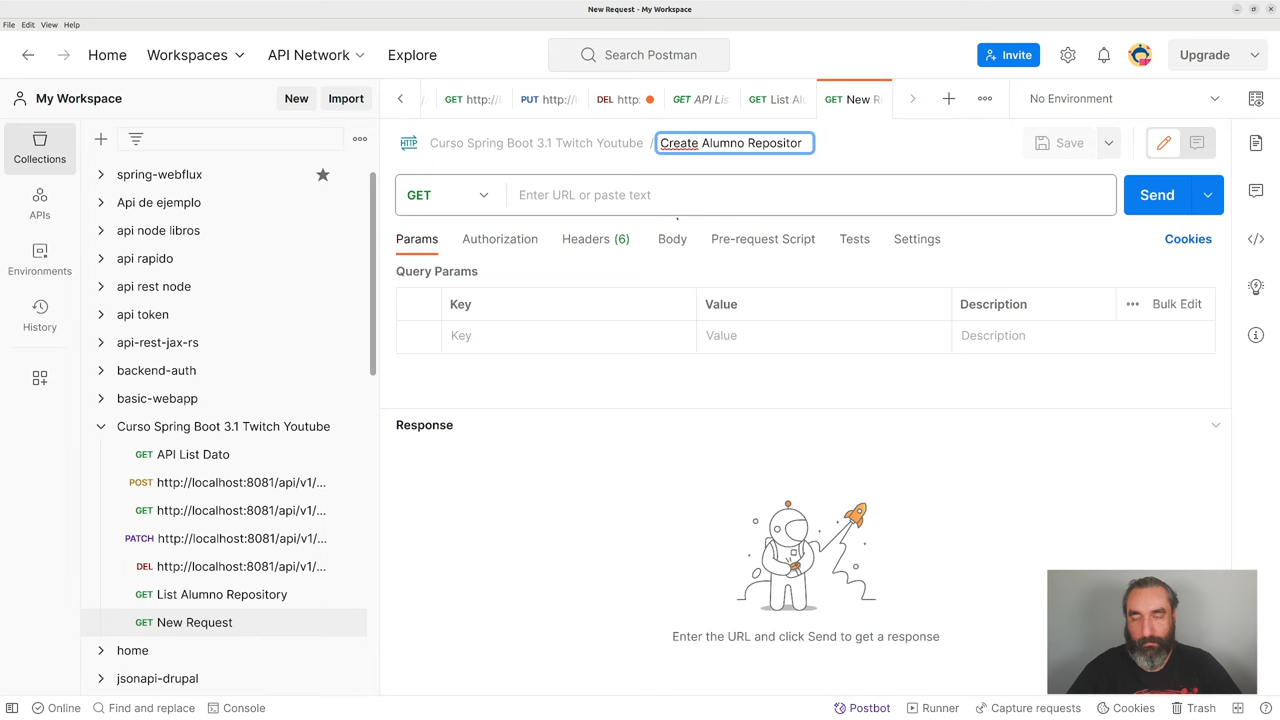 New Request - My Workspace
File Edit View Help
Home Workspaces API Network Explore Search Postman Invite Upgrade
My Workspace New Import
GET http:// PUT http:// DEL http: GET API Lis GET List Al GET New R No Environment
Collections
APIs
Environments
History
spring-webflux
Api de ejemplo
api node libros
api rapido
api rest node
api token
api-rest-jax-rs
backend-auth
basic-webapp
Curso Spring Boot 3.1 Twitch Youtube
GET API List Dato
POST http://localhost:8081/api/v1/...
GET http://localhost:8081/api/v1/...
PATCH http://localhost:8081/api/v1/...
DEL http://localhost:8081/api/v1/...
GET List Alumno Repository
GET New Request
home
jsonapi-drupal
HTTP Curso Spring Boot 3.1 Twitch Youtube / Create Alumno Repositor Save
GET Enter URL or paste text Send
Params Authorization Headers (6) Body Pre-request Script Tests Settings Cookies
Query Params
Key Value Description Bulk Edit
Key Value Description
Response
Enter the URL and click Send to get a response
Online Find and replace Console Postbot Runner Capture requests Cookies Trash